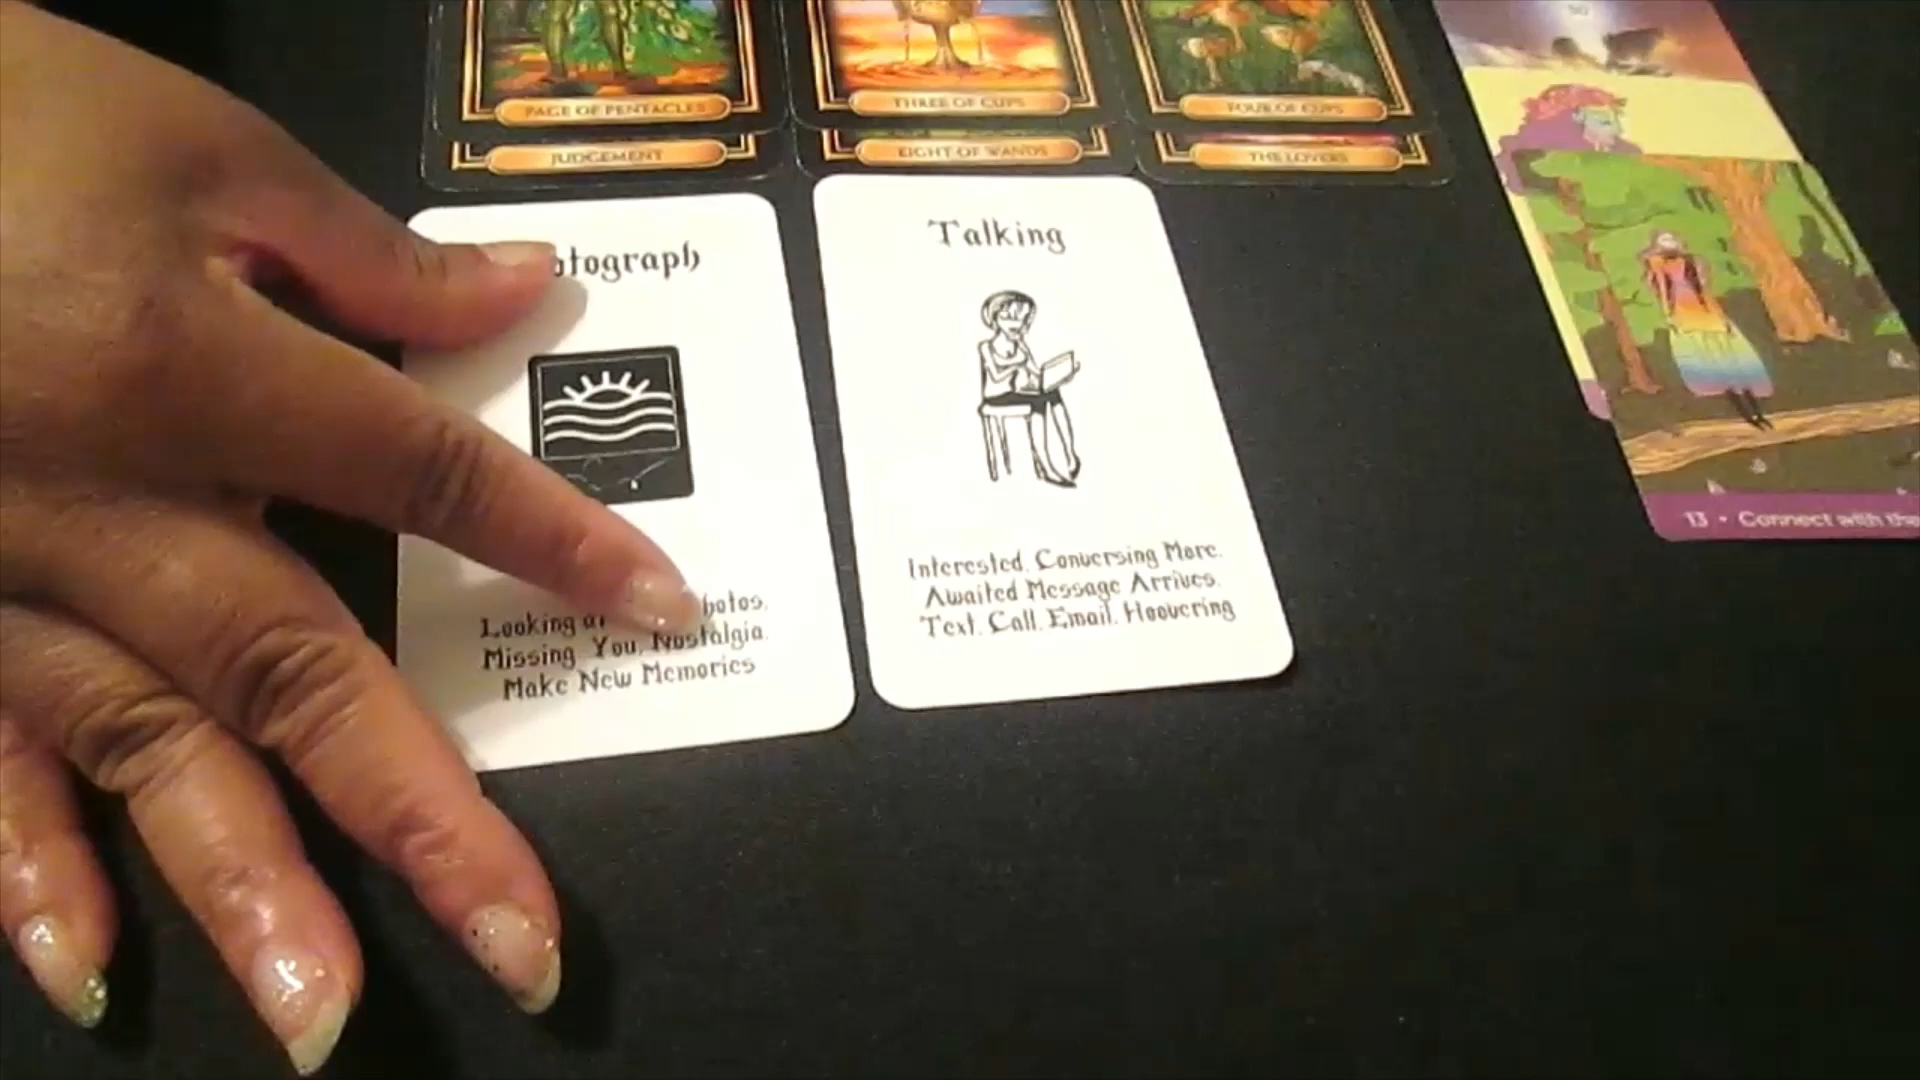 PAGE OF PENTACLES
THREE OF CUPS
FOUR OF CUPS
JUDGEMENT
EIGHT OF WANDS
THE LOVERS
50
otograph
Talking
13 • Connect with the
Looking
hotos.
Missing You, Nostalgia.
Make New Memories
Interested. Conversing More.
Awaited Message Arrives.
Text. Call. Email. Hoovering